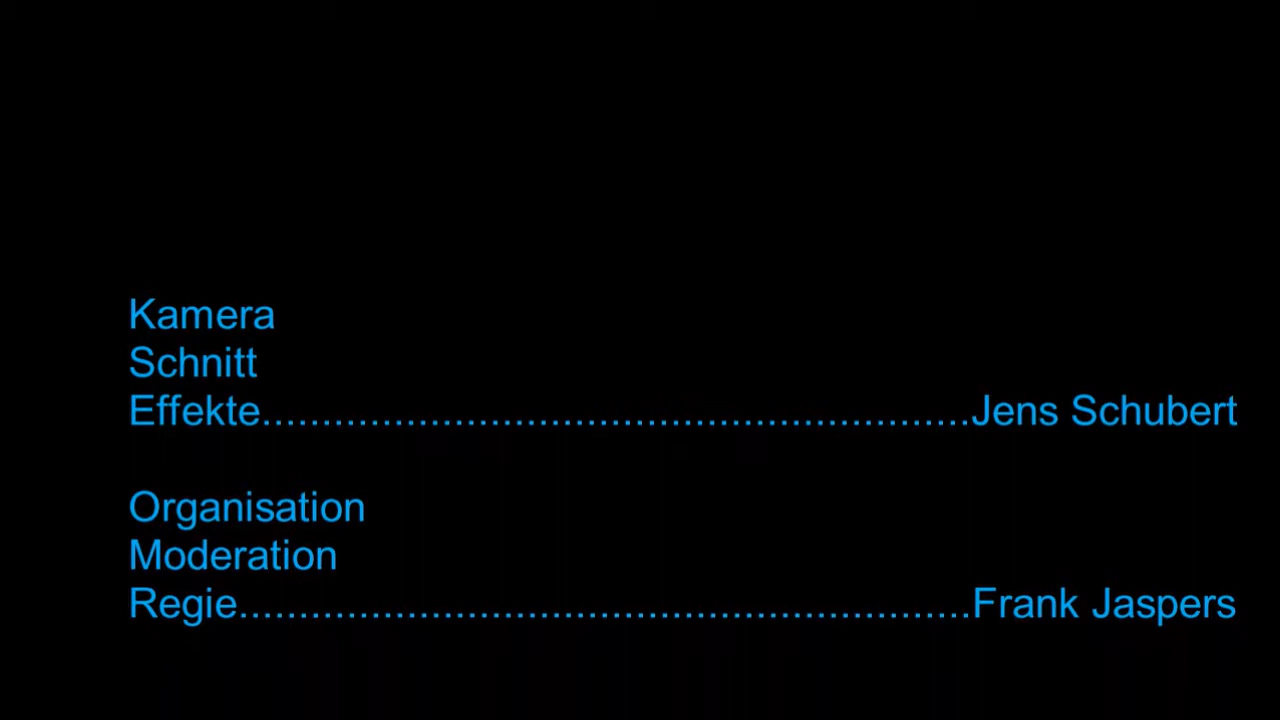 Kamera
Schnitt
Effekte...........................................................Jens Schubert
Organisation
Moderation
Regie.............................................................Frank Jaspers